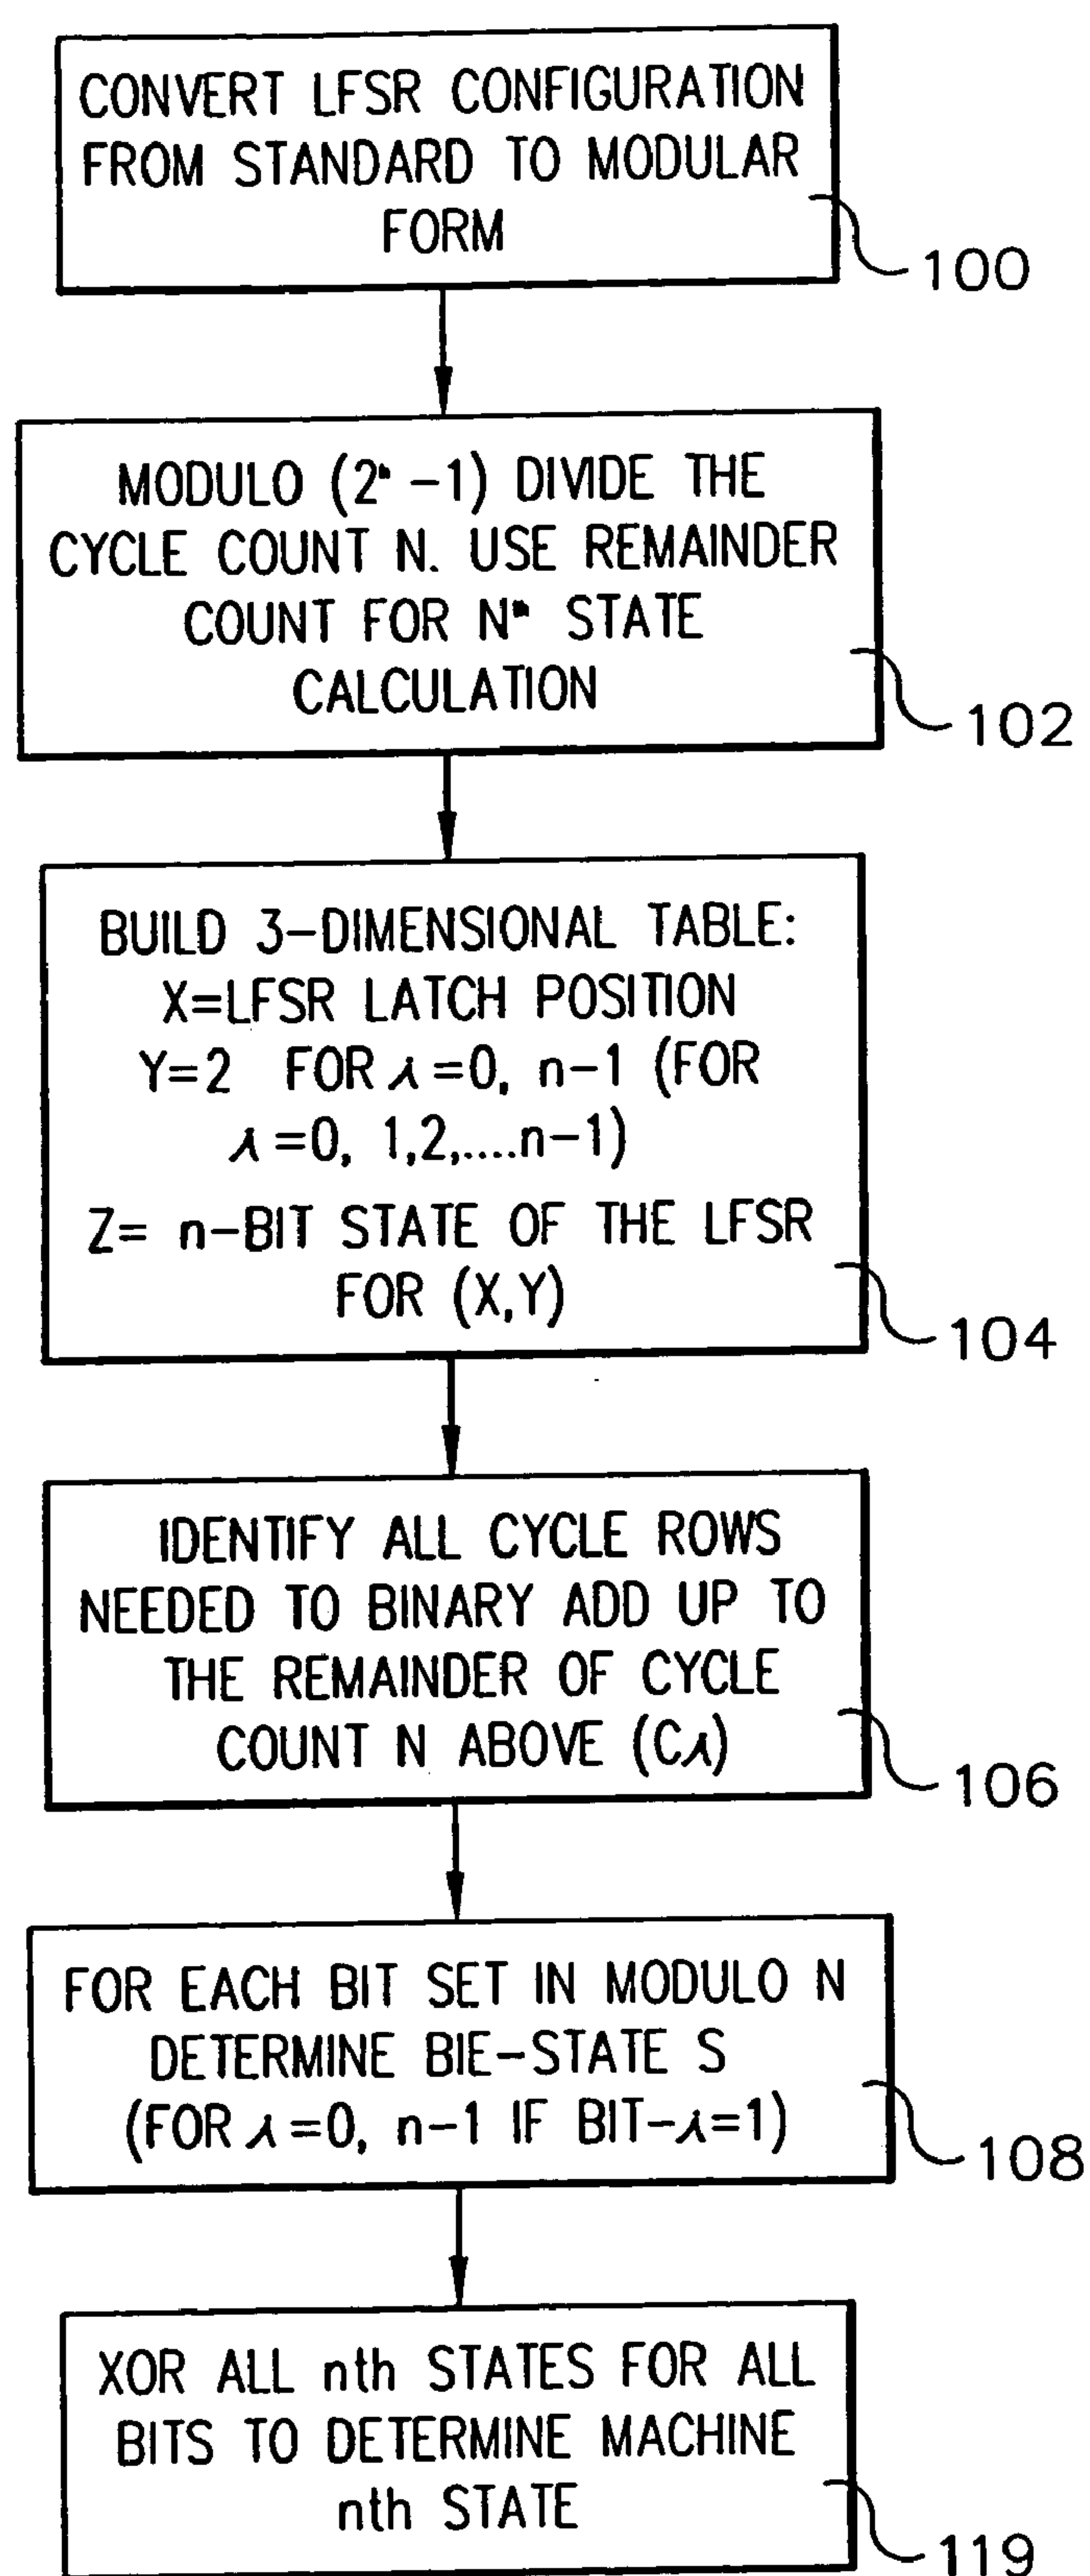 CONVERT LFSR CONFIGURATION
FROM STANDARD TO MODULAR
FORM
100
MODULO (2ⁿ -1) DIVIDE THE
CYCLE COUNT N. USE REMAINDER
COUNT FOR N STATE
CALCULATION
102
BUILD 3-DIMENSIONAL TABLE:
X=LFSR LATCH POSITION
Y=2 FOR i=0, n-1 (FOR
i=0, 1,2,....n-1)
Z= n-BIT STATE OF THE LFSR
FOR (X,Y)
104
IDENTIFY ALL CYCLE ROWS
NEEDED TO BINARY ADD UP TO
THE REMAINDER OF CYCLE
COUNT N ABOVE (Ci)
106
FOR EACH BIT SET IN MODULO N
DETERMINE BIE-STATE S
(FOR i=0, n-1 IF BIT-i=1)
108
XOR ALL nth STATES FOR ALL
BITS TO DETERMINE MACHINE
nth STATE
119